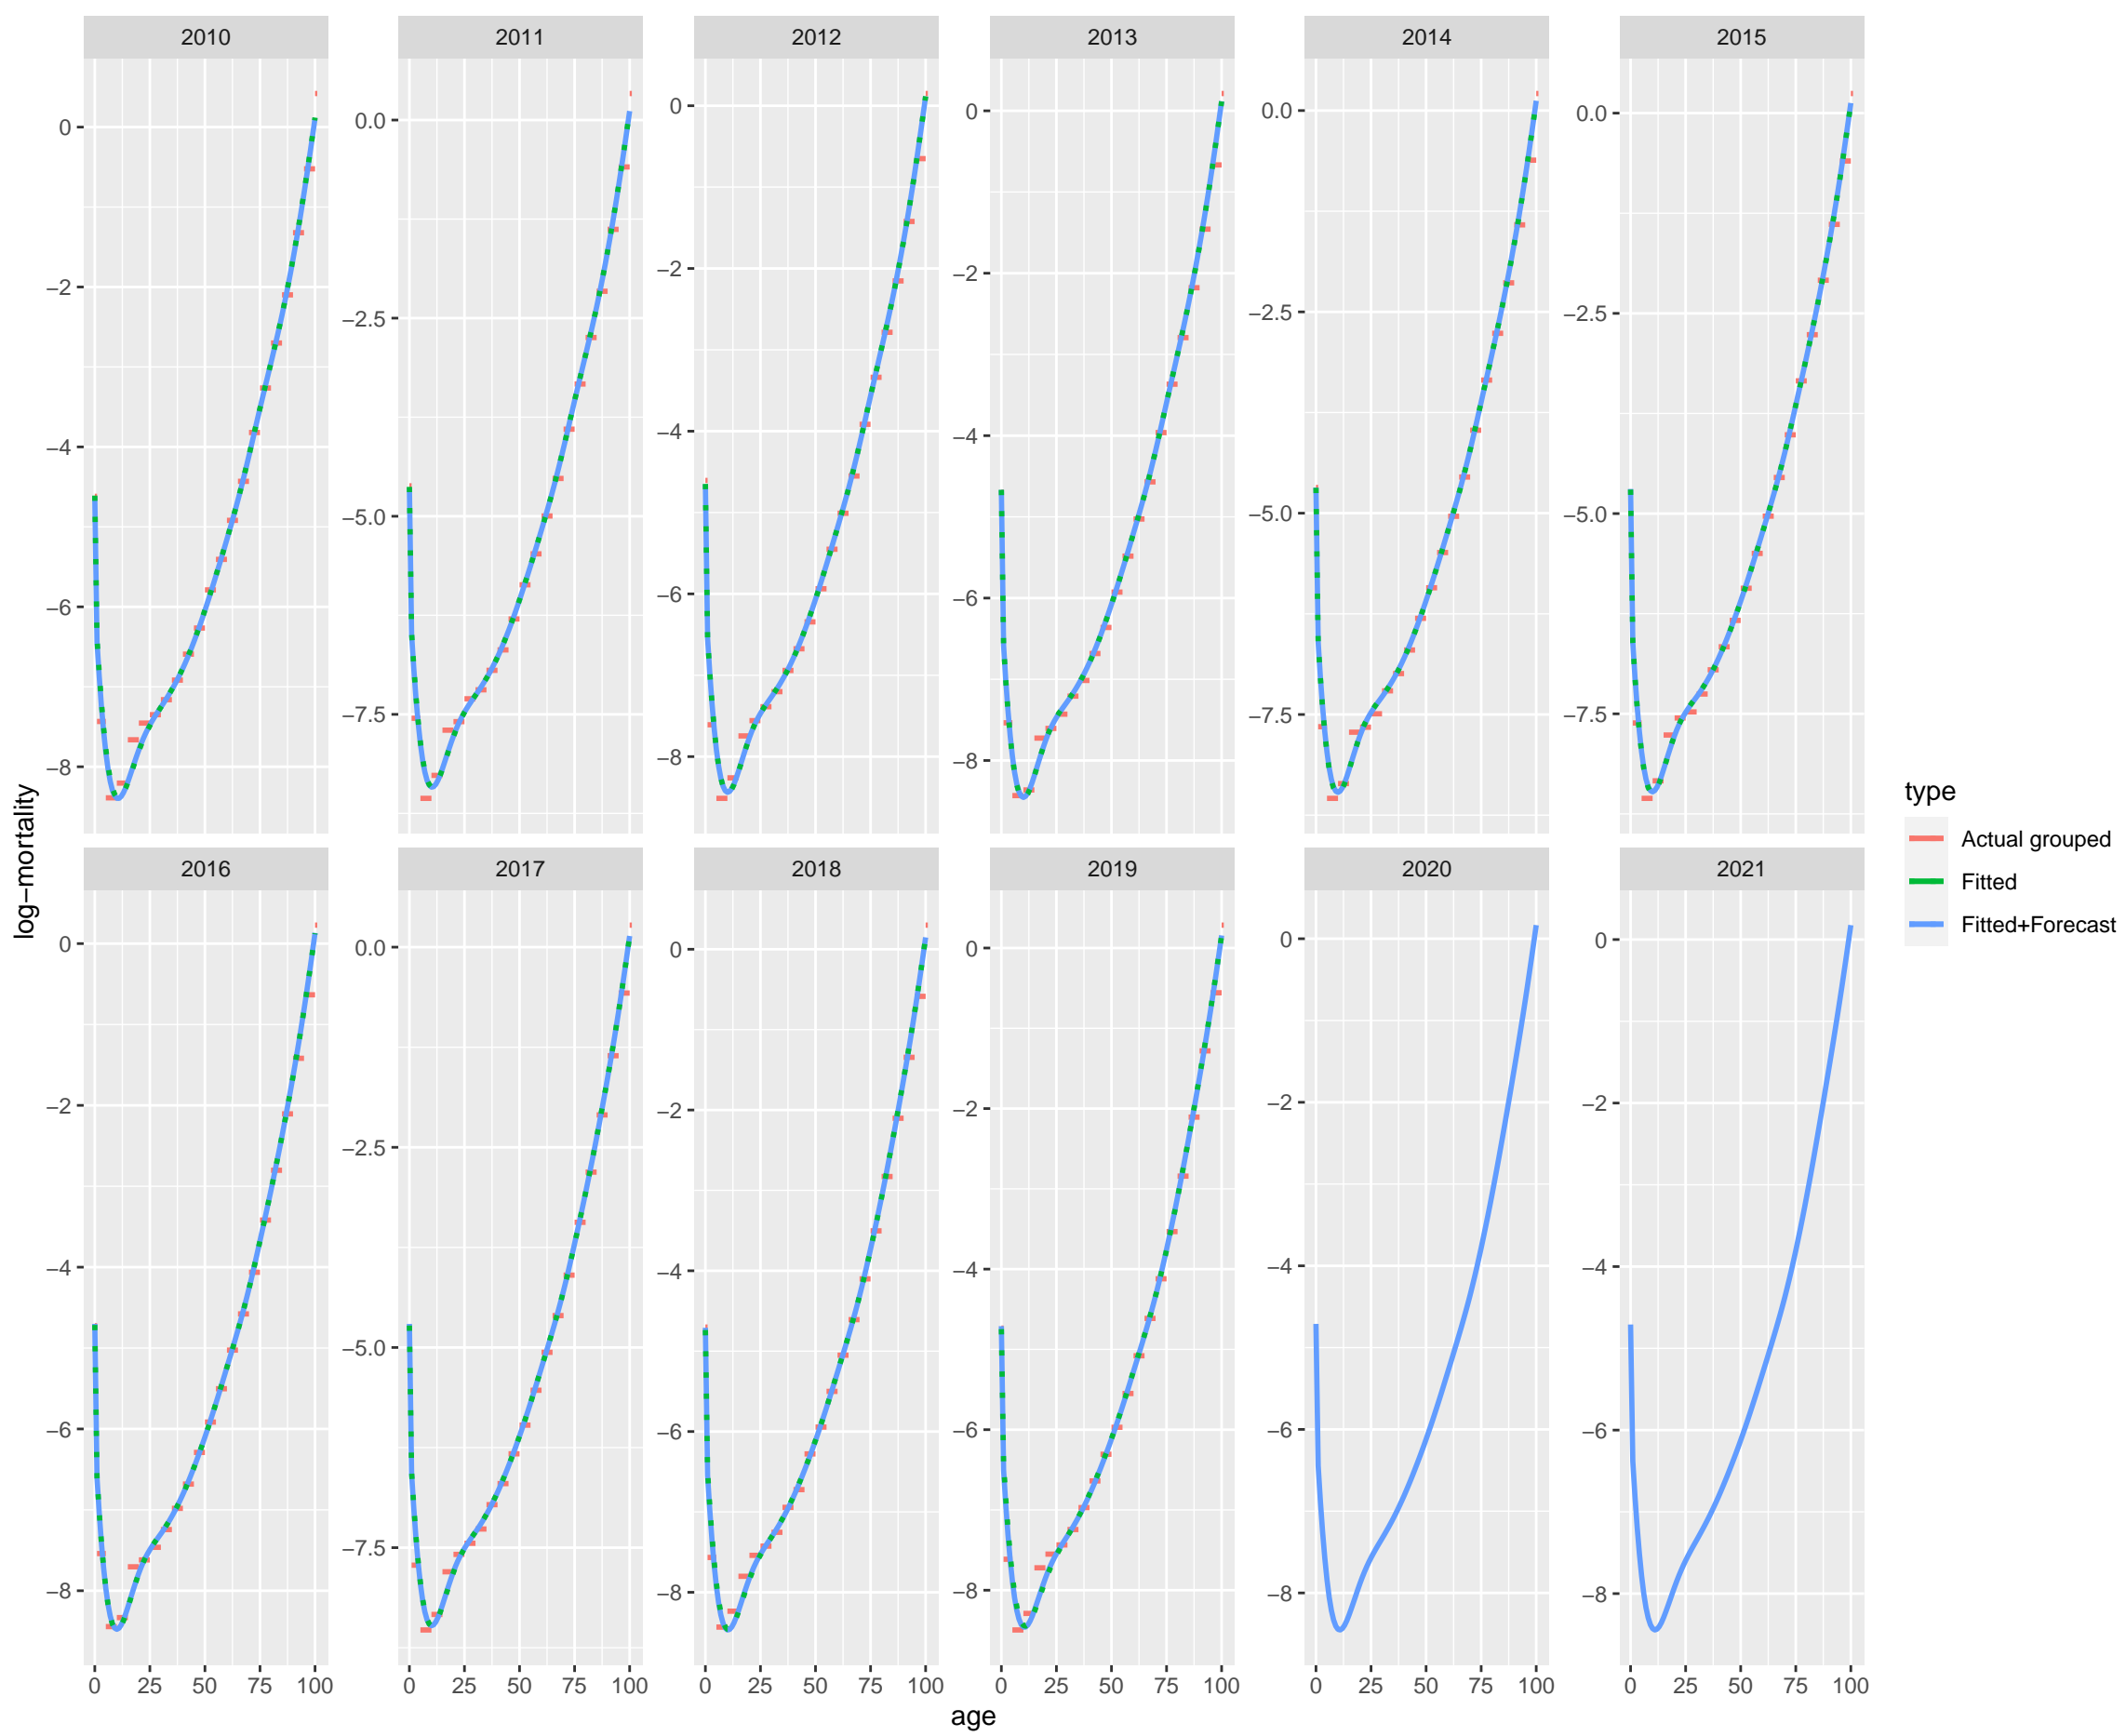 2010 2011 2012 2013 2014 2015
0 −2 −4 −6 −8
0.0 −2.5 −5.0 −7.5
0 −2 −4 −6 −8
0 −2 −4 −6 −8
0.0 −2.5 −5.0 −7.5
0.0 −2.5 −5.0 −7.5
2016 2017 2018 2019 2020 2021
0 −2 −4 −6 −8
0.0 −2.5 −5.0 −7.5
0 −2 −4 −6 −8
0 −2 −4 −6 −8
0 −2 −4 −6 −8
0 −2 −4 −6 −8
0 25 50 75 100 0 25 50 75 100 0 25 50 75 100 0 25 50 75 100 0 25 50 75 100 0 25 50 75 100
age
log−mortality
type
Actual grouped
Fitted
Fitted+Forecast